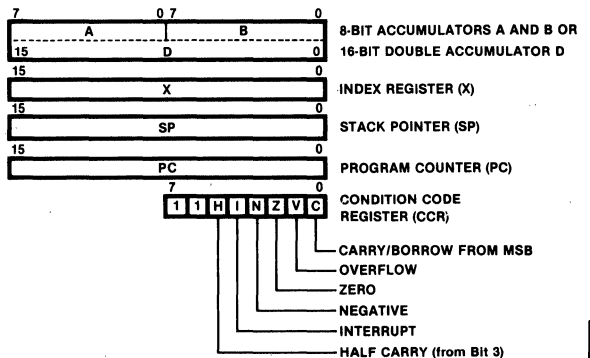 7 0 7 0
A B 8-BIT ACCUMULATORS A AND B OR
15 D 0 16-BIT DOUBLE ACCUMULATOR D
15 0
X INDEX REGISTER (X)
15 0
SP STACK POINTER (SP)
15 0
PC PROGRAM COUNTER (PC)
7 0 CONDITION CODE
1 1 H I N Z V C REGISTER (CCR)
CARRY/BORROW FROM MSB
OVERFLOW
ZERO
NEGATIVE
INTERRUPT
HALF CARRY (from Bit 3)